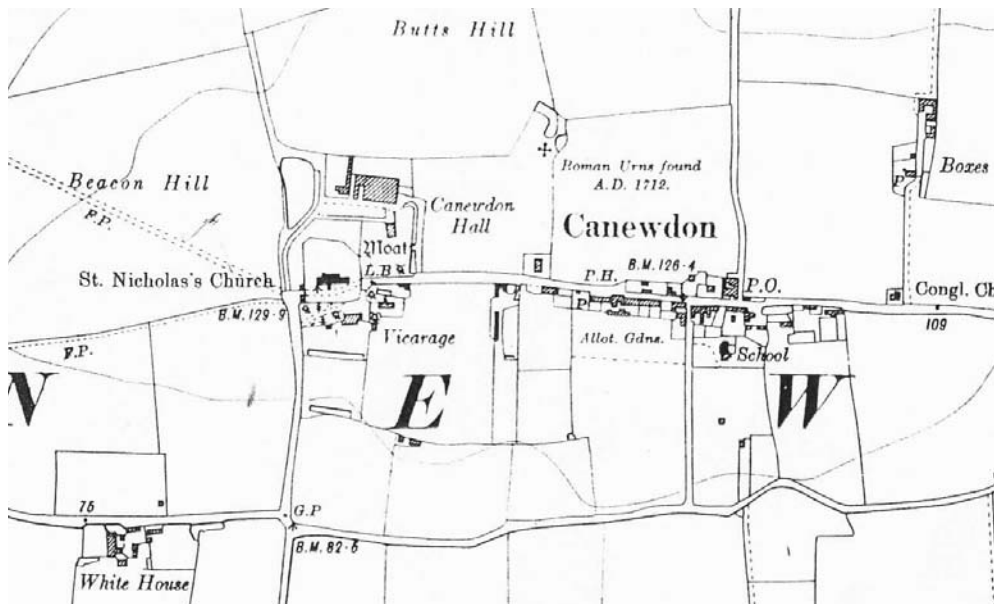 Butts Hill
Beacon Hill
F.P.
Canewdon
Hall
Moat
L.B
Roman Urns found
A.D. 1712.
Canewdon
P
Boxes
St. Nicholas's Church
P.H.
B.M. 126·4
P.O.
Congl. Ch
B.M. 129·9
Vicarage
P
Allot. Gdns.
School
109
F.P.
N
E
W
75
G.P
B.M. 82·6
White House